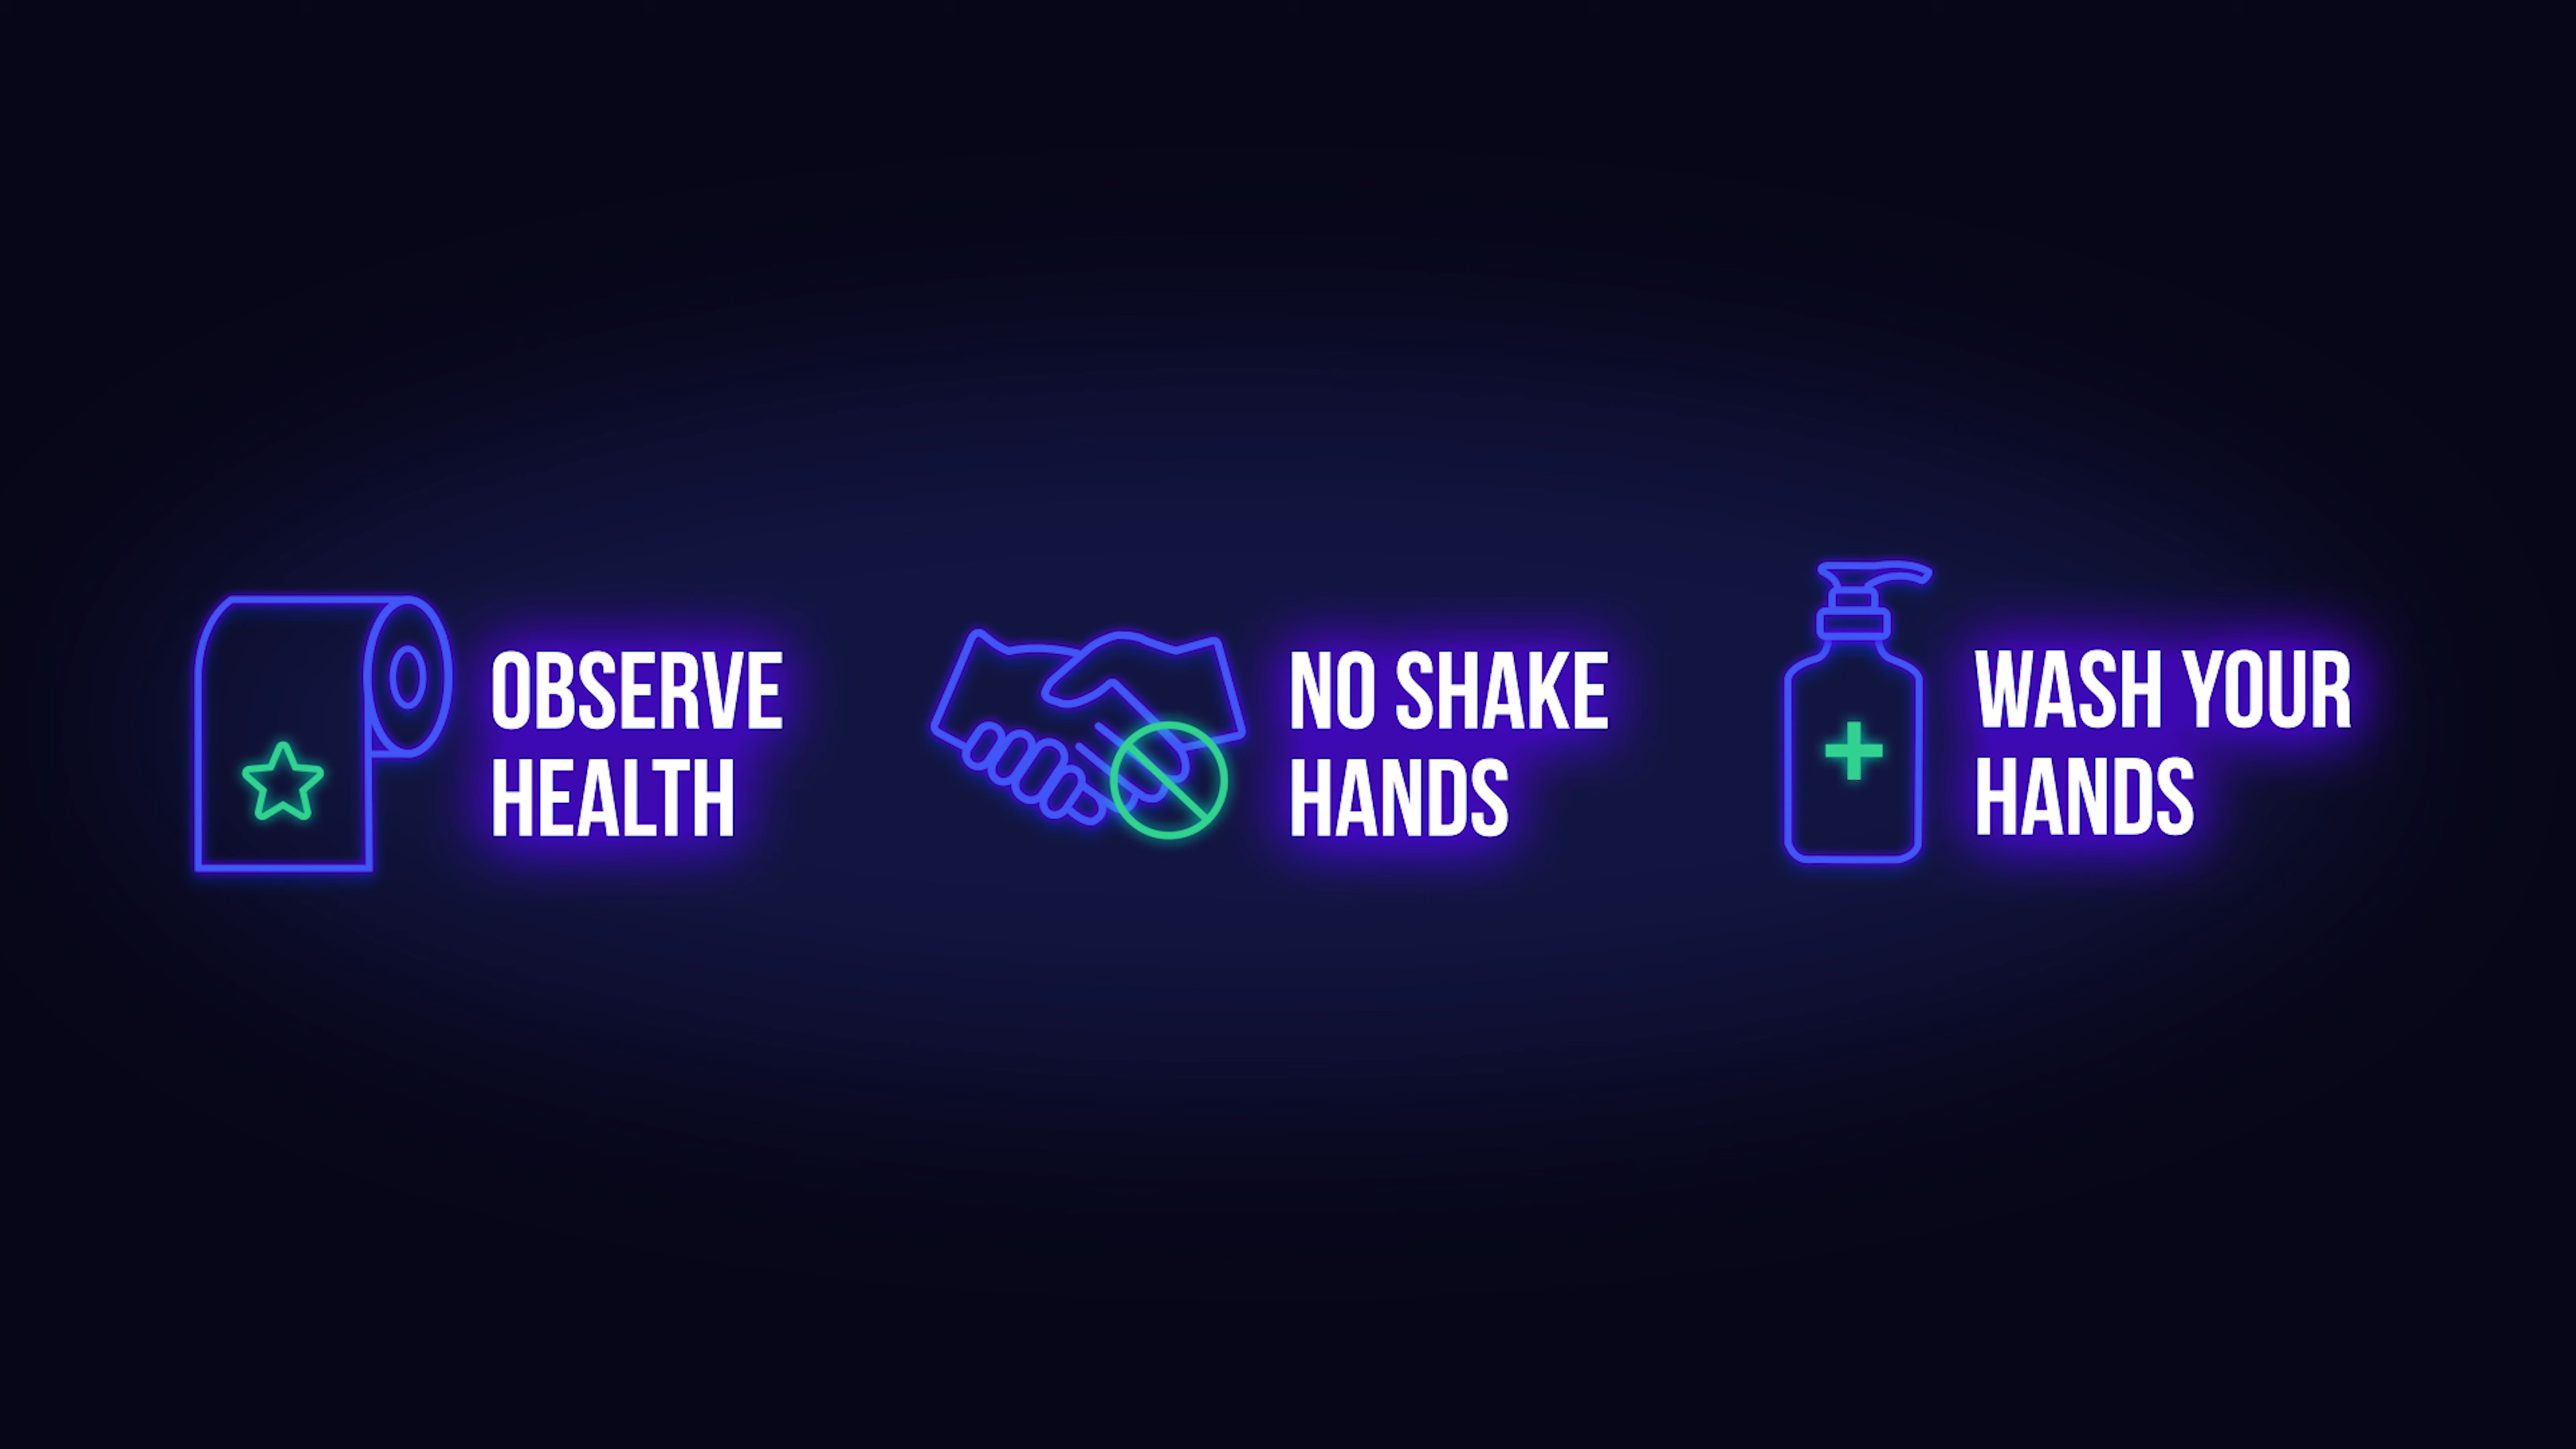 OBSERVE
HEALTH
NO SHAKE
HANDS
WASH YOUR
HANDS